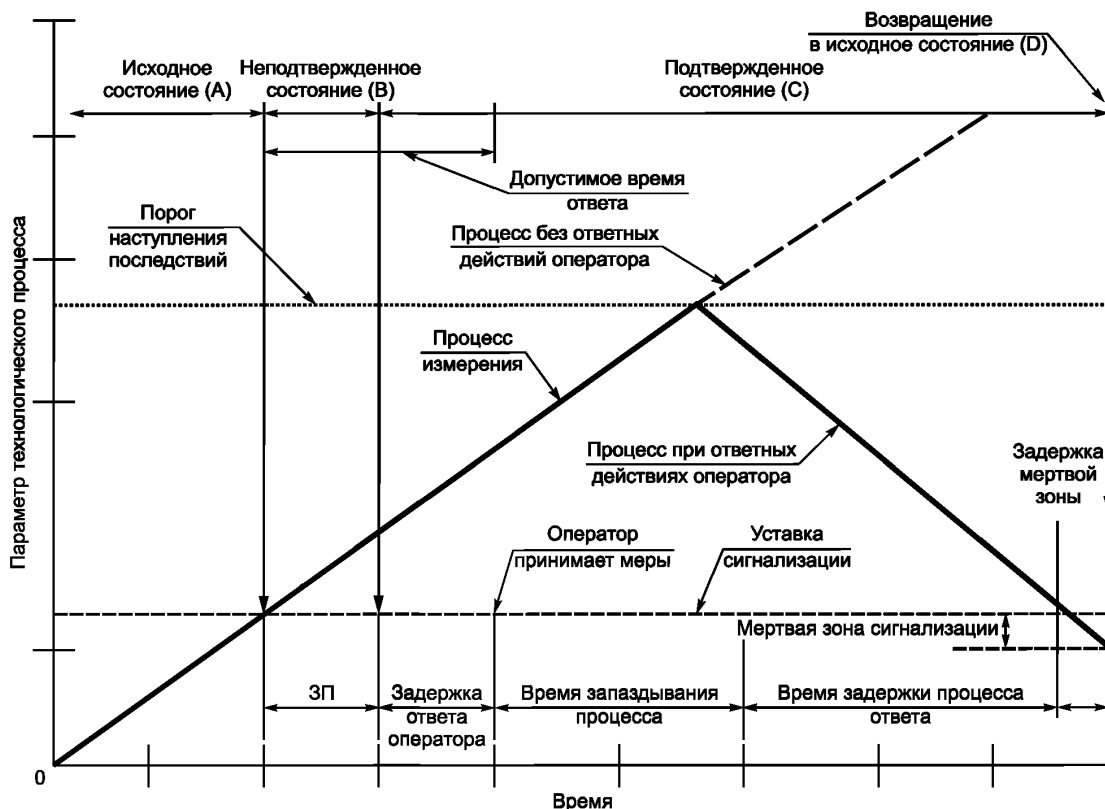 Возвращение
в исходное состояние (D)
Исходное
состояние (A)
Неподтвержденное
состояние (B)
Подтвержденное
состояние (C)
Допустимое время
ответа
Порог
наступления
последствий
Процесс без ответных
действий оператора
Процесс
измерения
Процесс при ответных
действиях оператора
Задержка
мертвой
зоны
Оператор
принимает меры
Уставка
сигнализации
Мертвая зона сигнализации
ЗП
Задержка
ответа
оператора
Время запаздывания
процесса
Время задержки процесса
ответа
Параметр технологического процесса
0
Время